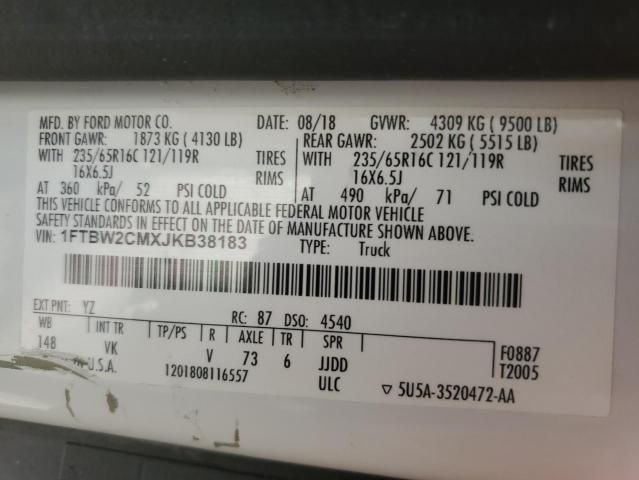 MFD. BY FORD MOTOR CO. DATE: 08/18 GVWR: 4309 KG ( 9500 LB)
FRONT GAWR: 1873 KG ( 4130 LB) REAR GAWR: 2502 KG ( 5515 LB)
WITH 235/65R16C 121/119R TIRES WITH 235/65R16C 121/119R TIRES
16X6.5J RIMS 16X6.5J RIMS
AT 360 kPa/ 52 PSI COLD AT 490 kPa/ 71 PSI COLD
THIS VEHICLE CONFORMS TO ALL APPLICABLE FEDERAL MOTOR VEHICLE
SAFETY STANDARDS IN EFFECT ON THE DATE OF MANUFACTURE SHOWN ABOVE.
VIN: 1FTBW2CMXJKB38183 TYPE: Truck
EXT PNT: YZ RC: 87 DSO: 4540
WB INT TR TP/PS R AXLE TR SPR F0887
148 VK V 73 6 JJDD T2005
U.S.A. 1201808116557 ULC ▽ 5U5A-3520472-AA